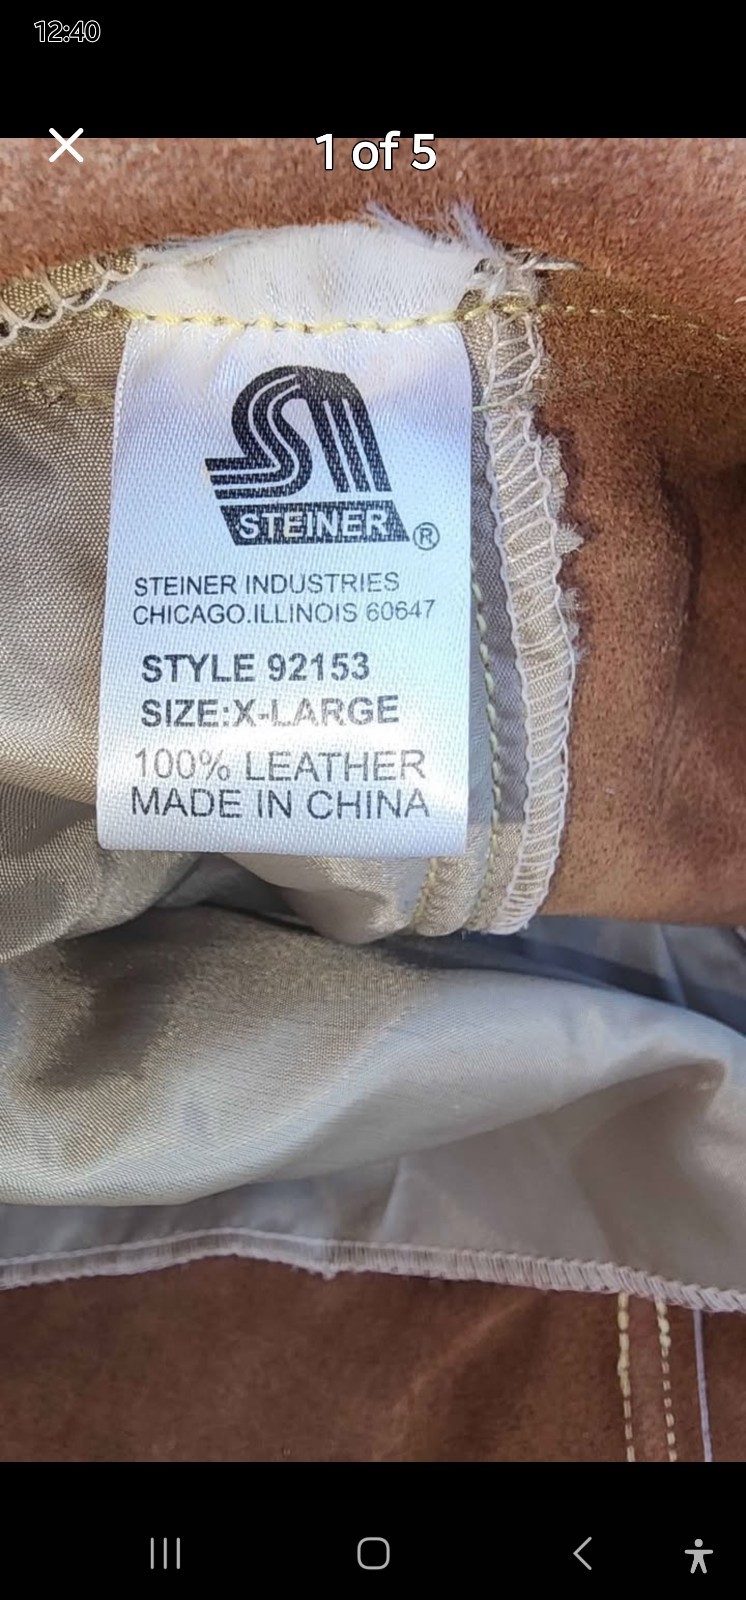 12:40
1 of 5
STEINER®
STEINER INDUSTRIES
CHICAGO.ILLINOIS 60647
STYLE 92153
SIZE:X-LARGE
100% LEATHER
MADE IN CHINA